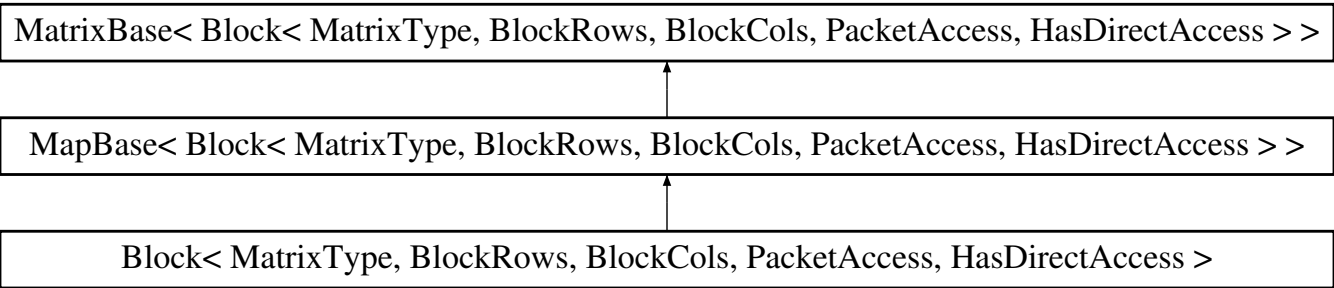 MatrixBase< Block< MatrixType, BlockRows, BlockCols, PacketAccess, HasDirectAccess > >
MapBase< Block< MatrixType, BlockRows, BlockCols, PacketAccess, HasDirectAccess > >
Block< MatrixType, BlockRows, BlockCols, PacketAccess, HasDirectAccess >